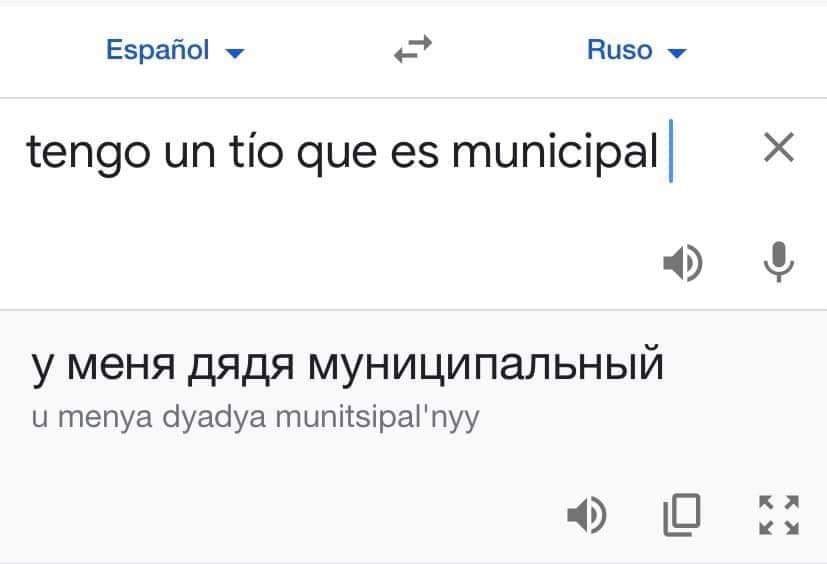 Español Ruso
tengo un tío que es municipal
у меня дядя муниципальный
u menya dyadya munitsipal'nyy